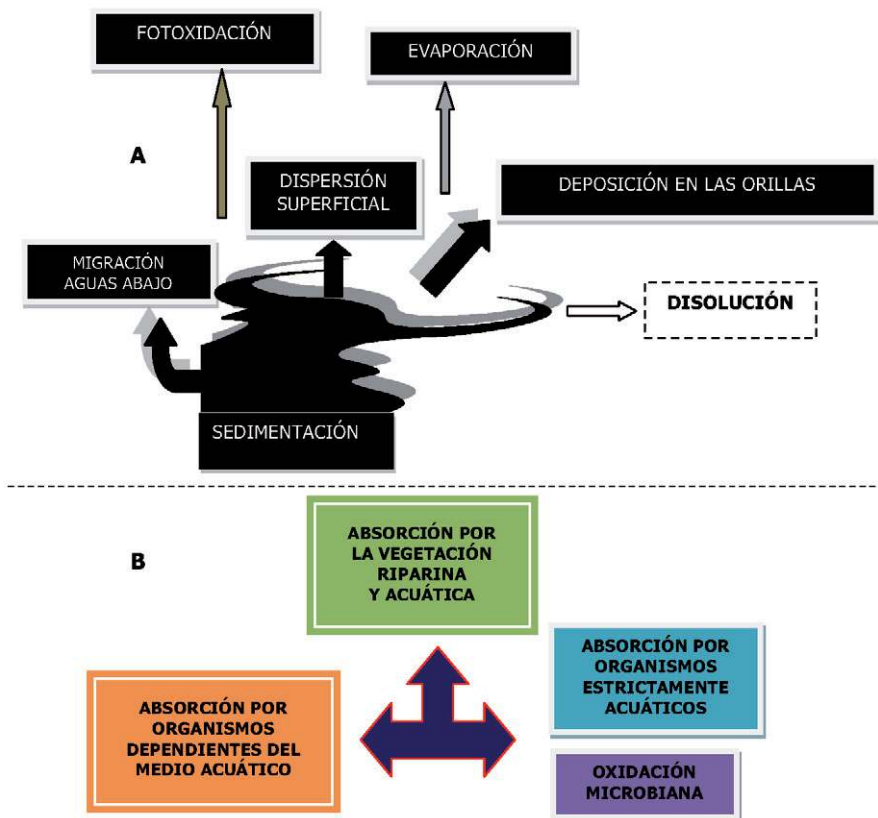 FOTOXIDACIÓN
EVAPORACIÓN
A
DISPERSIÓN
SUPERFICIAL
DEPOSICIÓN EN LAS ORILLAS
MIGRACIÓN
AGUAS ABAJO
DISOLUCIÓN
SEDIMENTACIÓN
B
ABSORCIÓN POR
LA VEGETACIÓN
RIPARINA
Y ACUÁTICA
ABSORCIÓN POR
ORGANISMOS
ESTRICTAMENTE
ACUÁTICOS
ABSORCIÓN POR
ORGANISMOS
DEPENDIENTES DEL
MEDIO ACUÁTICO
OXIDACIÓN
MICROBIANA